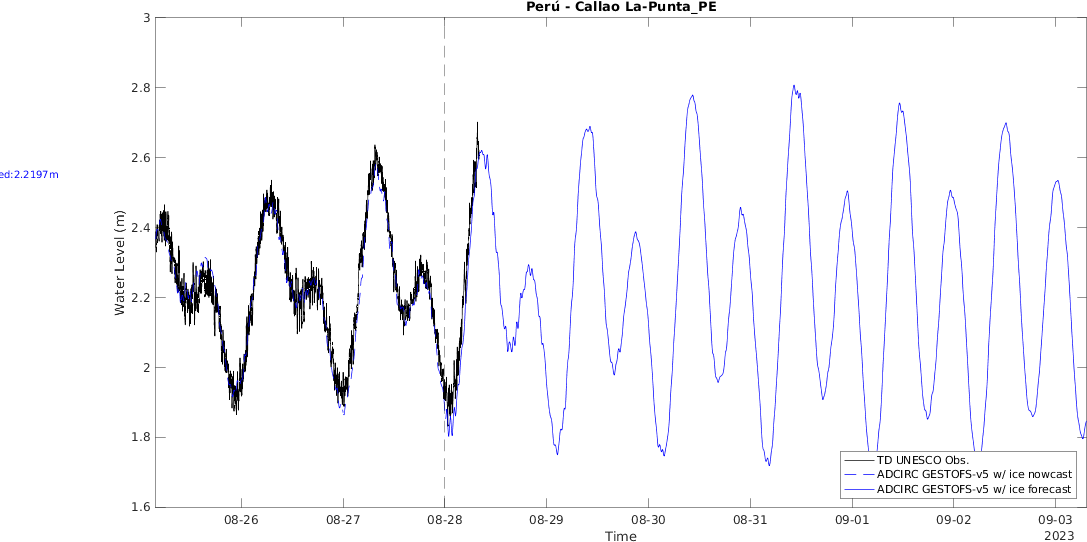 Perú - Callao La-Punta_PE
3
2.8
2.6
2.4
2.2
2
1.8
1.6
Water Level (m)
ed:2.2197m
08-26
08-27
08-28
08-29
08-30
08-31
09-01
09-02
09-03
Time
2023
TD UNESCO Obs.
ADCIRC GESTOFS-v5 w/ ice nowcast
ADCIRC GESTOFS-v5 w/ ice forecast